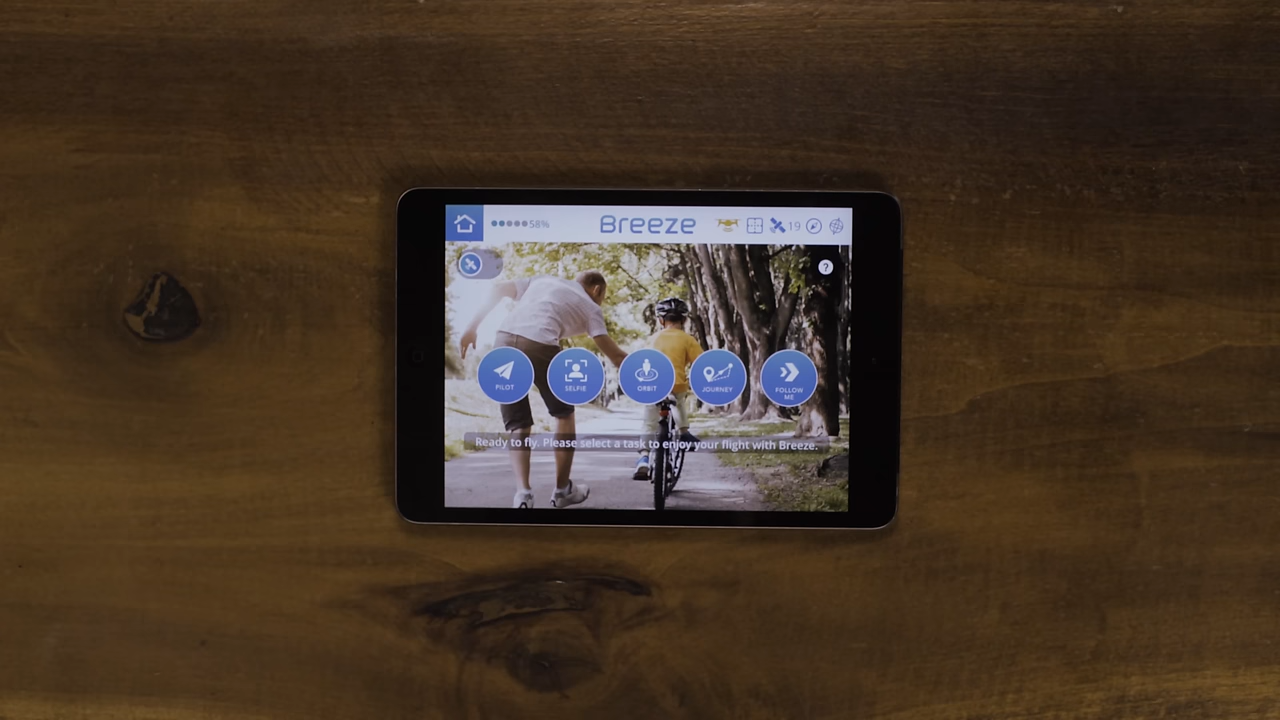 58%
Breeze
19
?
PILOT
SELFIE
ORBIT
JOURNEY
FOLLOW
ME
Ready to fly. Please select a task to enjoy your flight with Breeze.